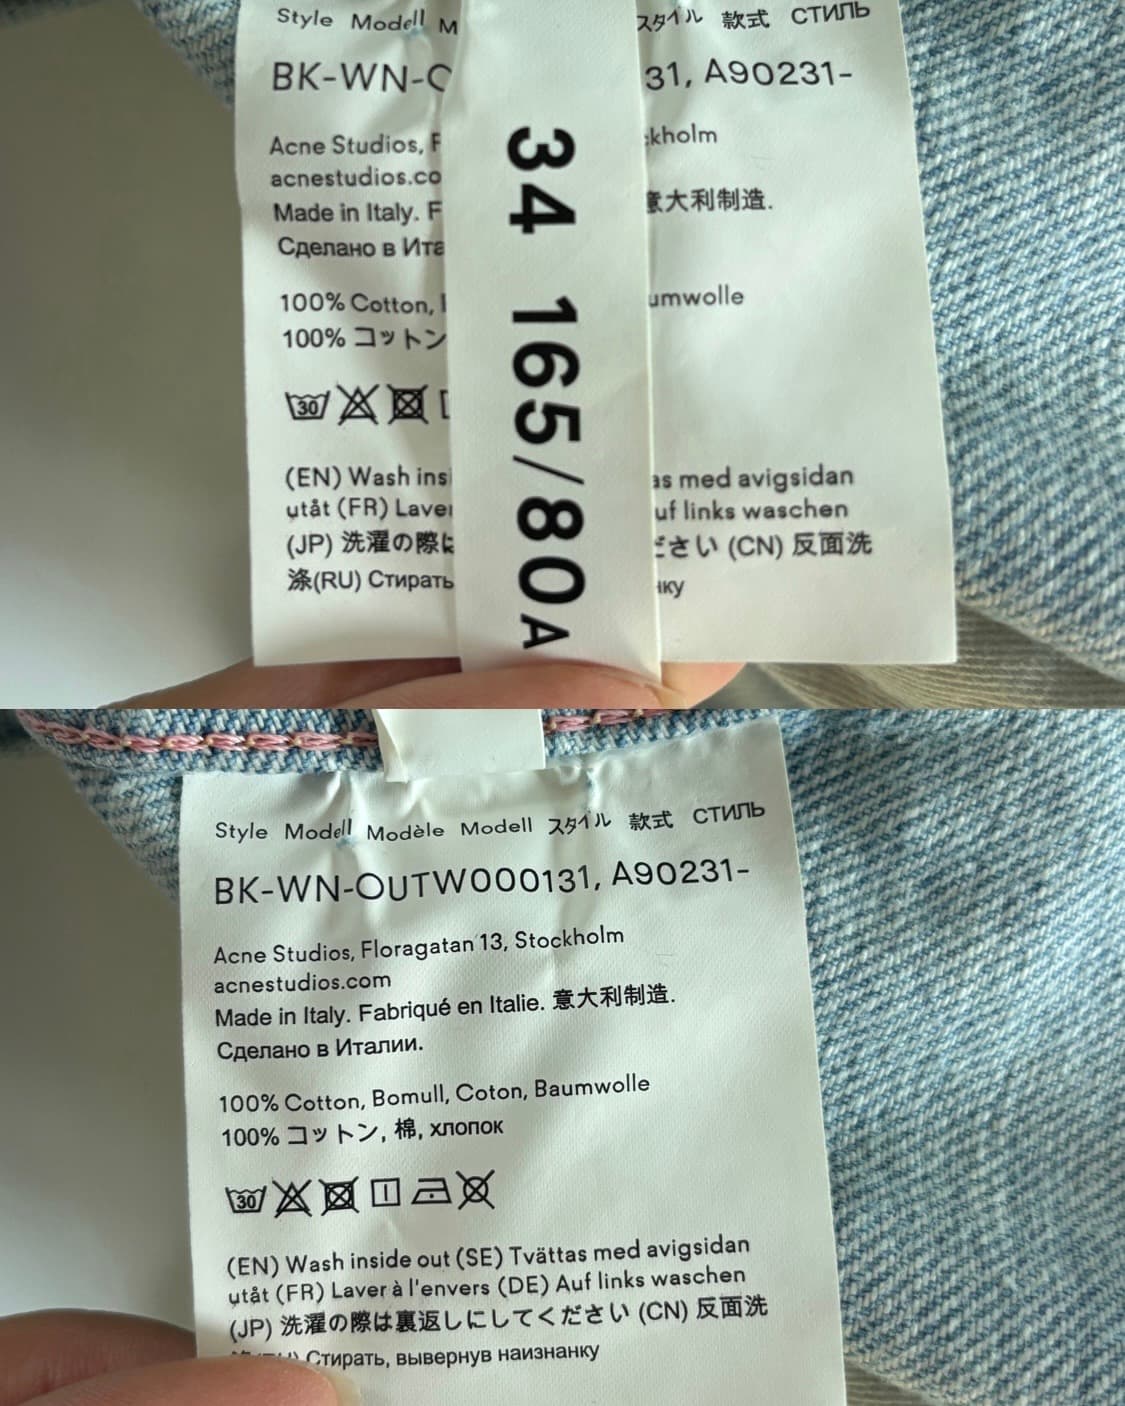 Style Modell M
スタイル 款式 СТИЛЬ
BK-WN-O
31, A90231-
Acne Studios, F
ckholm
acnestudios.co
Made in Italy. F
意大利制造.
Сделано в Ита
100% Cotton,
umwolle
100% コットン
30
(EN) Wash insi
as med avigsidan
utåt (FR) Laver
uf links waschen
(JP) 洗濯の際は
ださい (CN) 反面洗
涤(RU) Стирать
нку
34 165/80A
Style Modell Modèle Modell スタイル 款式 СТИЛЬ
BK-WN-OUTW000131, A90231-
Acne Studios, Floragatan 13, Stockholm
acnestudios.com
Made in Italy. Fabriqué en Italie. 意大利制造.
Сделано в Италии.
100% Cotton, Bomull, Coton, Baumwolle
100% コットン, 棉, хлопок
30
(EN) Wash inside out (SE) Tvättas med avigsidan
utåt (FR) Laver à l'envers (DE) Auf links waschen
(JP) 洗濯の際は裏返しにしてください (CN) 反面洗
Стирать, вывернув наизнанку